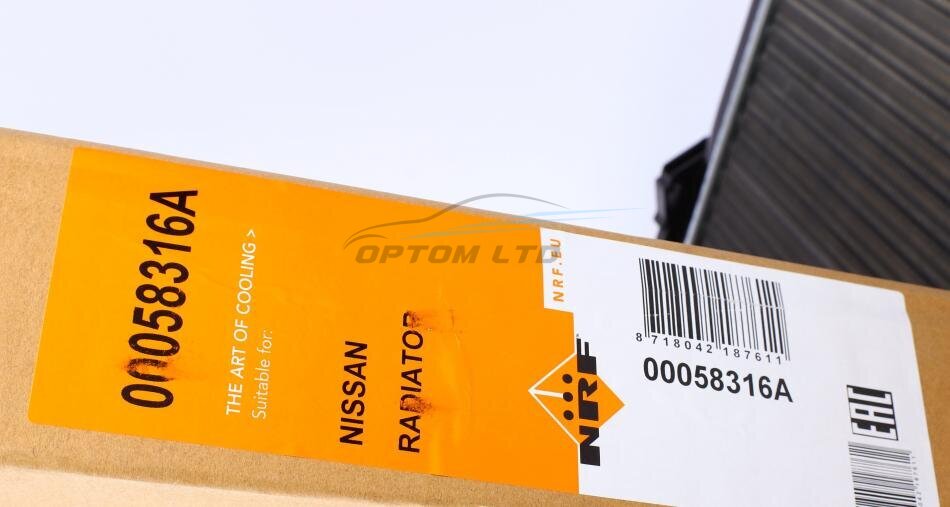 00058316A
THE ART OF COOLING >
Suitable for:
NISSAN
RADIATOR
OPTOM LTD
NRF.EU
NRF
8 718042 187611
00058316A
EAC